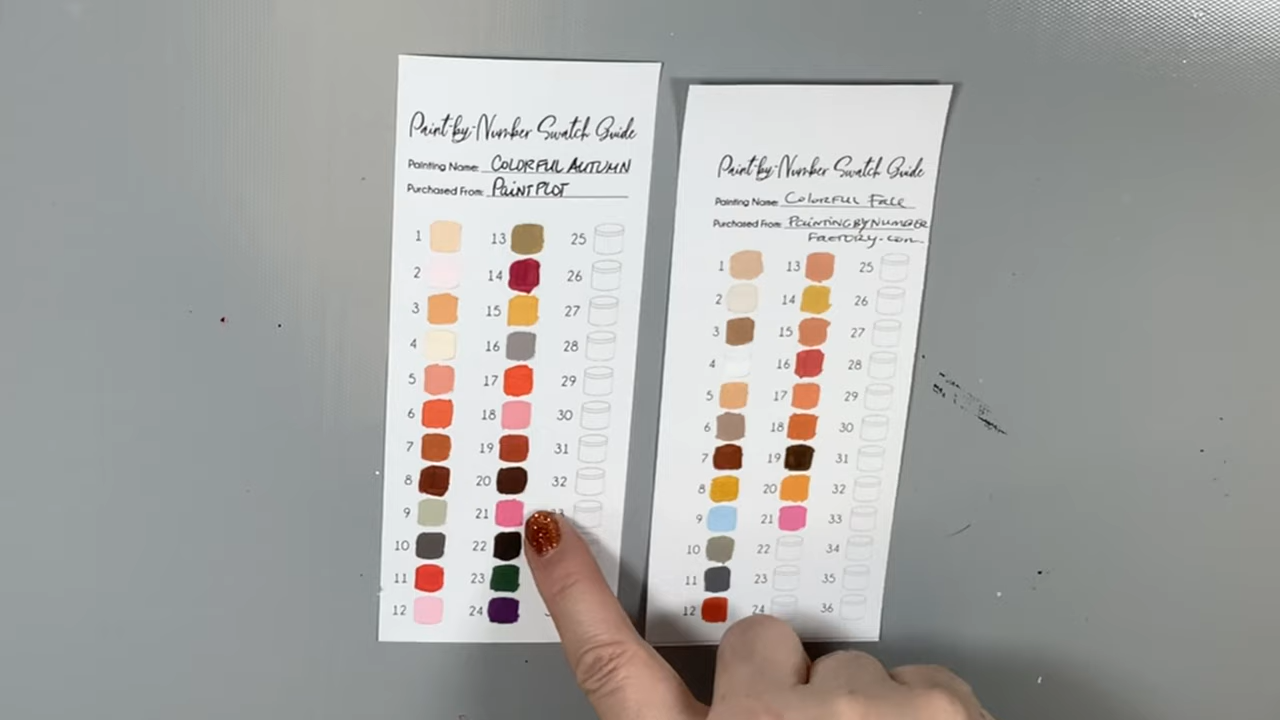 Paint-by-Number Swatch Guide
Painting Name: COLORFUL AUTUMN
Purchased From: PAINT PLOT
1 13 25
2 14 26
3 15 27
4 16 28
5 17 29
6 18 30
7 19 31
8 20 32
9 21
10 22
11 23
12 24
Paint-by-Number Swatch Guide
Painting Name: COLORFUL FALL
Purchased From: PAINTINGBYNUMBER
FACTORY.COM
1 13 25
2 14 26
3 15 27
4 16 28
5 17 29
6 18 30
7 19 31
8 20 32
9 21 33
10 22 34
11 23 35
12 24 36